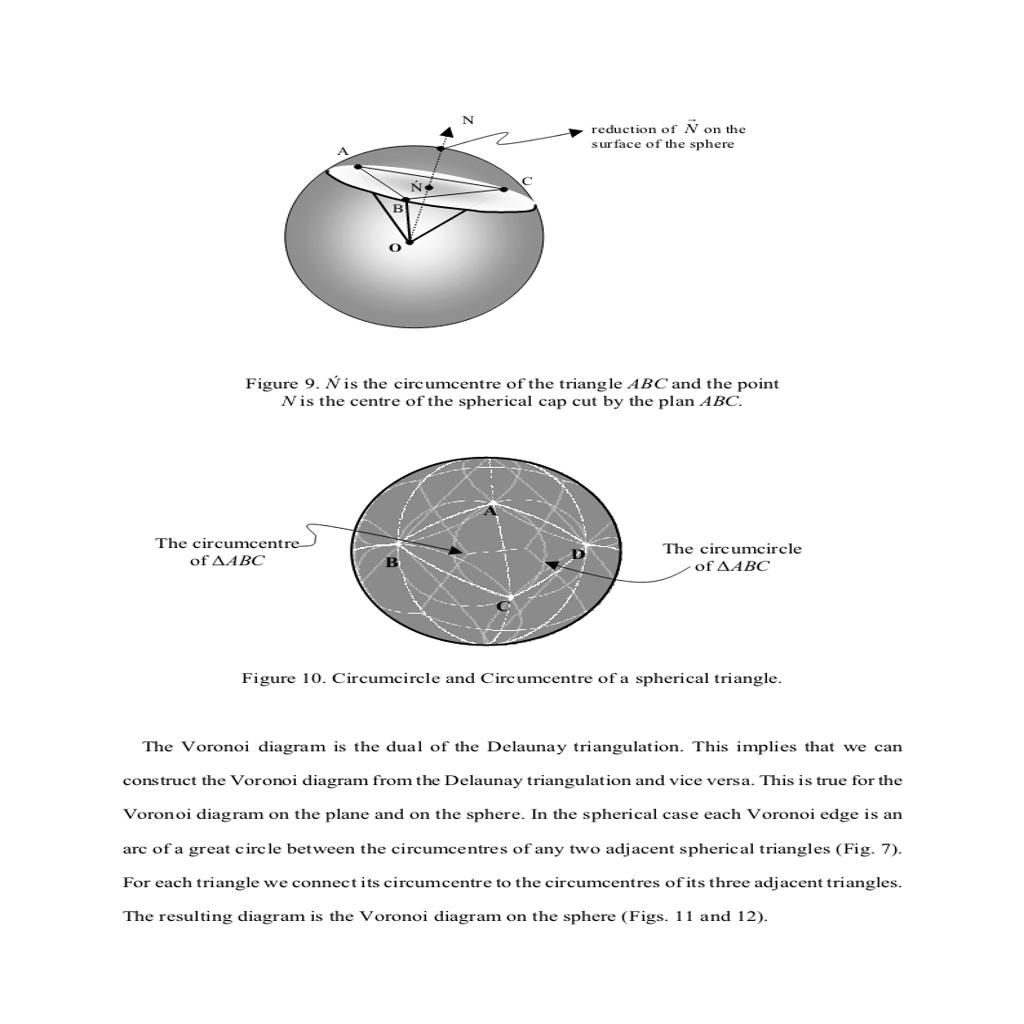 N
reduction of N⃗ on the
surface of the sphere
A
C
Ń
B
O
Figure 9. Ń is the circumcentre of the triangle ABC and the point
N is the centre of the spherical cap cut by the plan ABC.
A
The circumcentre
of ΔABC
B
D
The circumcircle
of ΔABC
C
Figure 10. Circumcircle and Circumcentre of a spherical triangle.
The Voronoi diagram is the dual of the Delaunay triangulation. This implies that we can
construct the Voronoi diagram from the Delaunay triangulation and vice versa. This is true for the
Voronoi diagram on the plane and on the sphere. In the spherical case each Voronoi edge is an
arc of a great circle between the circumcentres of any two adjacent spherical triangles (Fig. 7).
For each triangle we connect its circumcentre to the circumcentres of its three adjacent triangles.
The resulting diagram is the Voronoi diagram on the sphere (Figs. 11 and 12).